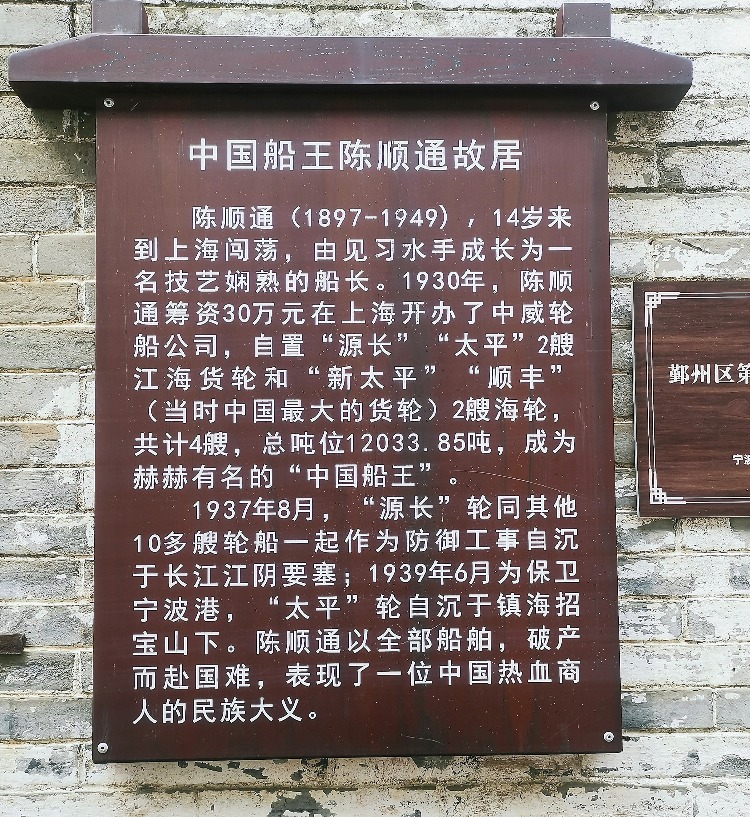 中国船王陈顺通故居
陈顺通（1897-1949），14岁来
到上海闯荡，由见习水手成长为一
名技艺娴熟的船长。1930年，陈顺
通筹资30万元在上海开办了中威轮
船公司，自置“源长”“太平”2艘
江海货轮和“新太平”“顺丰”
（当时中国最大的货轮）2艘海轮，
共计4艘，总吨位12033.85吨，成为
赫赫有名的“中国船王”。
1937年8月，“源长”轮同其他
10多艘轮船一起作为防御工事自沉
于长江江阴要塞；1939年6月为保卫
宁波港，“太平”轮自沉于镇海招
宝山下。陈顺通以全部船舶，破产
而赴国难，表现了一位中国热血商
人的民族大义。
鄞州区第
宁波